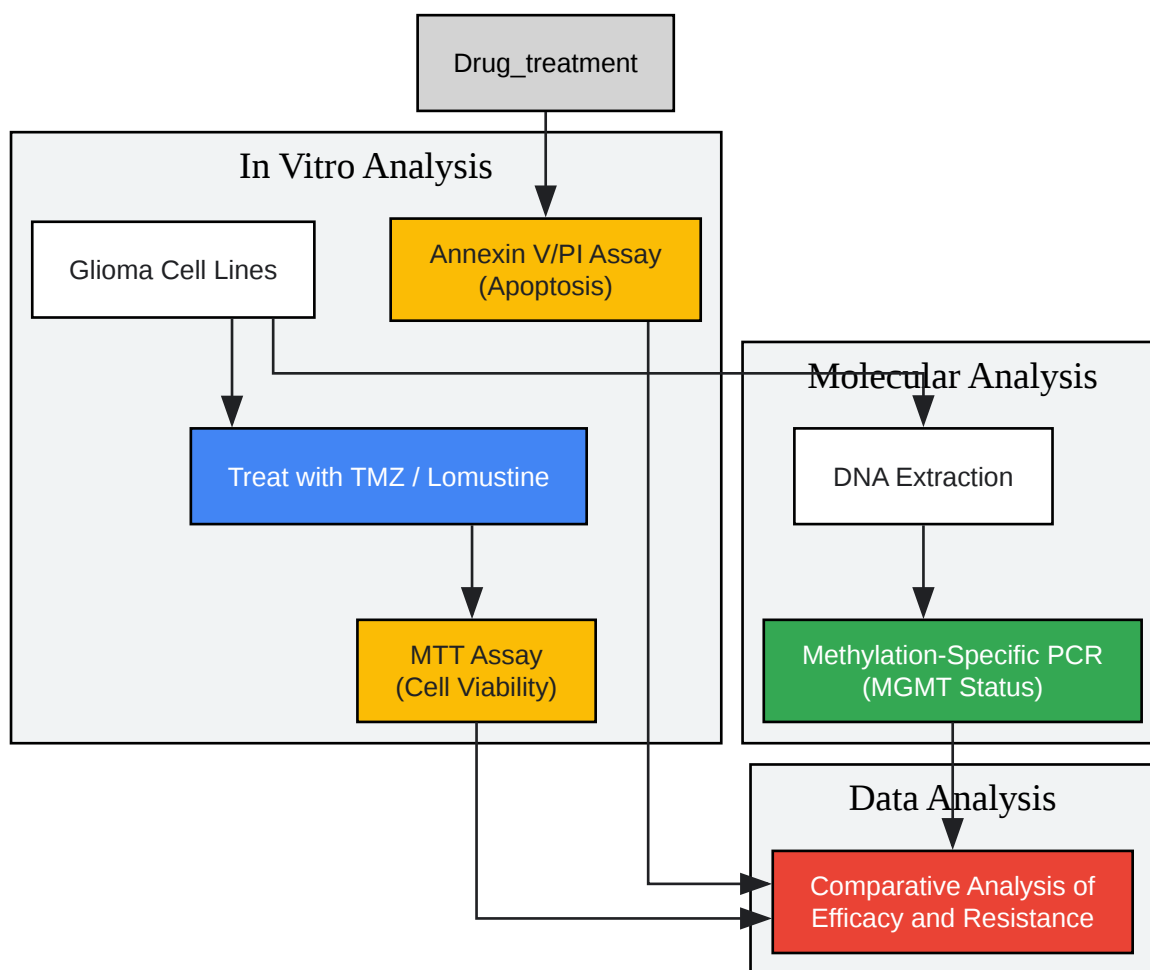 Drug_treatment
In Vitro Analysis
Glioma Cell Lines
Annexin V/PI Assay
(Apoptosis)
Molecular Analysis
Treat with TMZ / Lomustine
DNA Extraction
MTT Assay
(Cell Viability)
Methylation-Specific PCR
(MGMT Status)
Data Analysis
Comparative Analysis of
Efficacy and Resistance